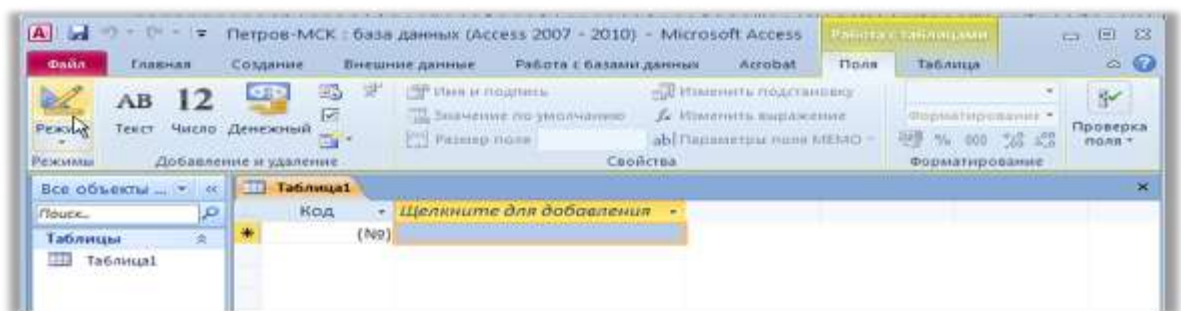 Петров-МСК : база данных (Access 2007 - 2010) - Microsoft Access Работа с таблицами
Файл Главная Создание Внешние данные Работа с базами данных Acrobat Поля Таблица
Режим AB Текст 12 Число Денежный Имя и подпись Значение по умолчанию Размер поля Изменить подстановку Изменить выражение ab| Параметры поля МЕМО Форматирование % 000 Проверка поля
Режимы Добавление и удаление Свойства Форматирование
Все объекты ... « Таблица1
Поиск... Код Щелкните для добавления
Таблицы (№)
Таблица1